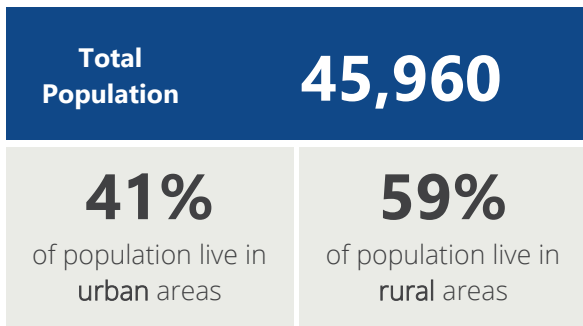 Total
Population
45,960
41%
of population live in
urban areas
59%
of population live in
rural areas